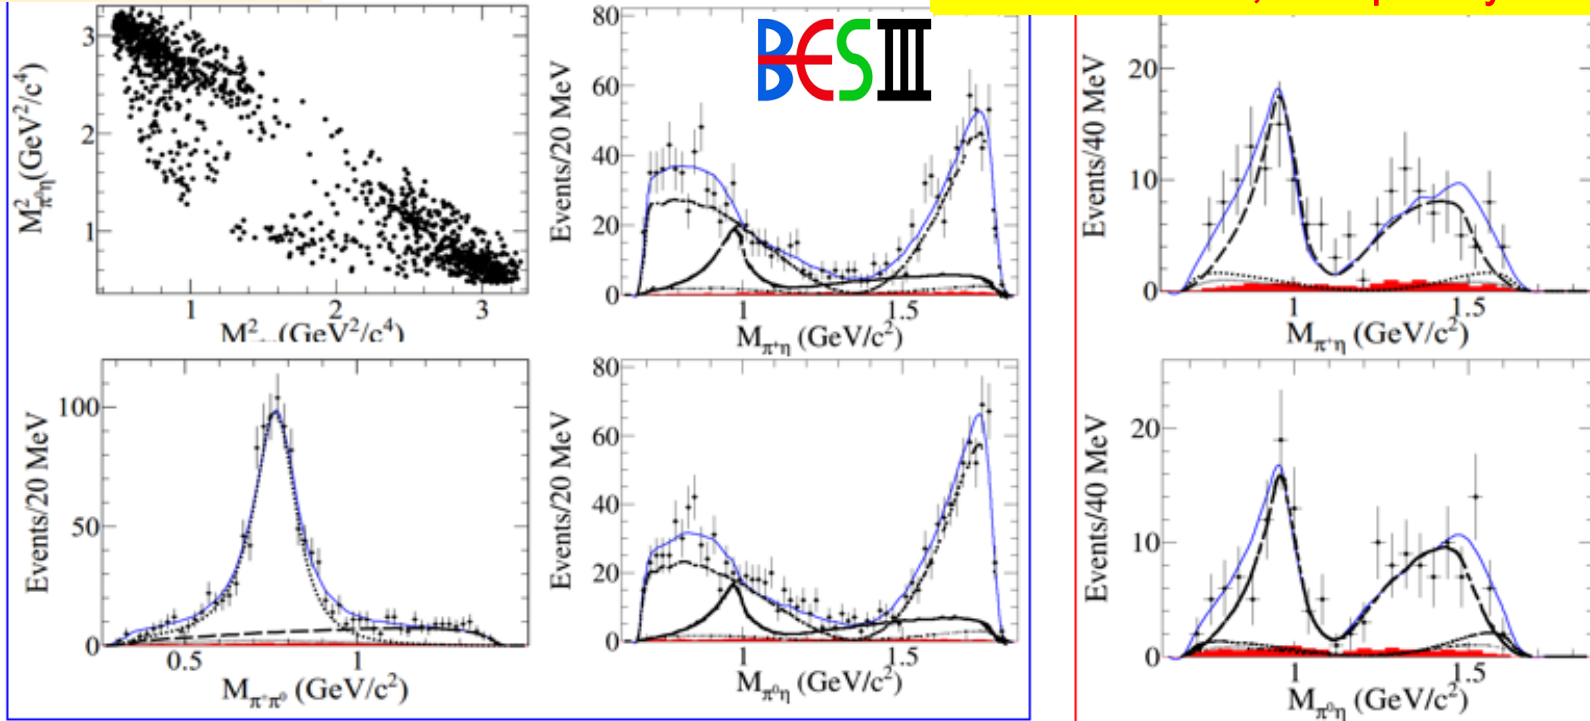 BESIII
M²π⁰η(GeV²/c⁴)
3
2
1
1
2
3
(GeV²/c⁴)
Events/20 MeV
80
60
40
20
0
1
1.5
Mπ⁺η (GeV/c²)
Events/40 MeV
20
10
0
1
1.5
Mπ⁺η (GeV/c²)
Events/20 MeV
100
50
0
0.5
1
Mπ⁺π⁰ (GeV/c²)
Events/20 MeV
80
60
40
20
0
1
1.5
Mπ⁰η (GeV/c²)
Events/40 MeV
20
10
0
1
1.5
Mπ⁰η (GeV/c²)